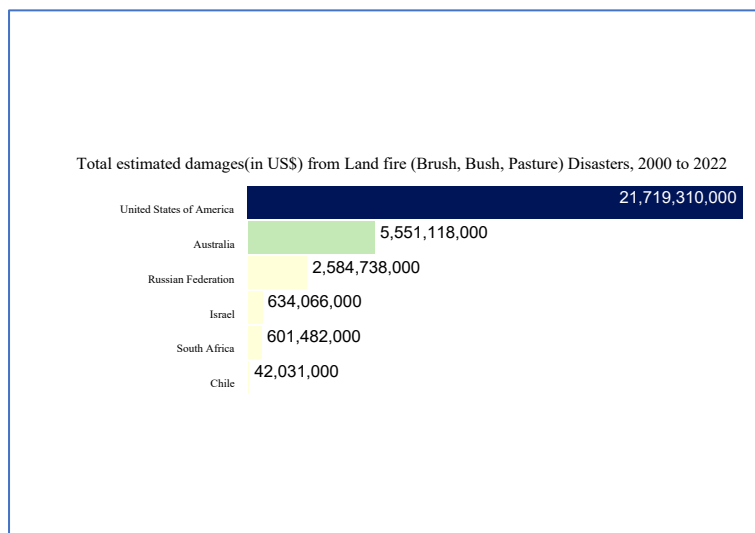 Total estimated damages(in US$) from Land fire (Brush, Bush, Pasture) Disasters, 2000 to 2022
United States of America 21,719,310,000
Australia 5,551,118,000
Russian Federation 2,584,738,000
Israel 634,066,000
South Africa 601,482,000
Chile 42,031,000